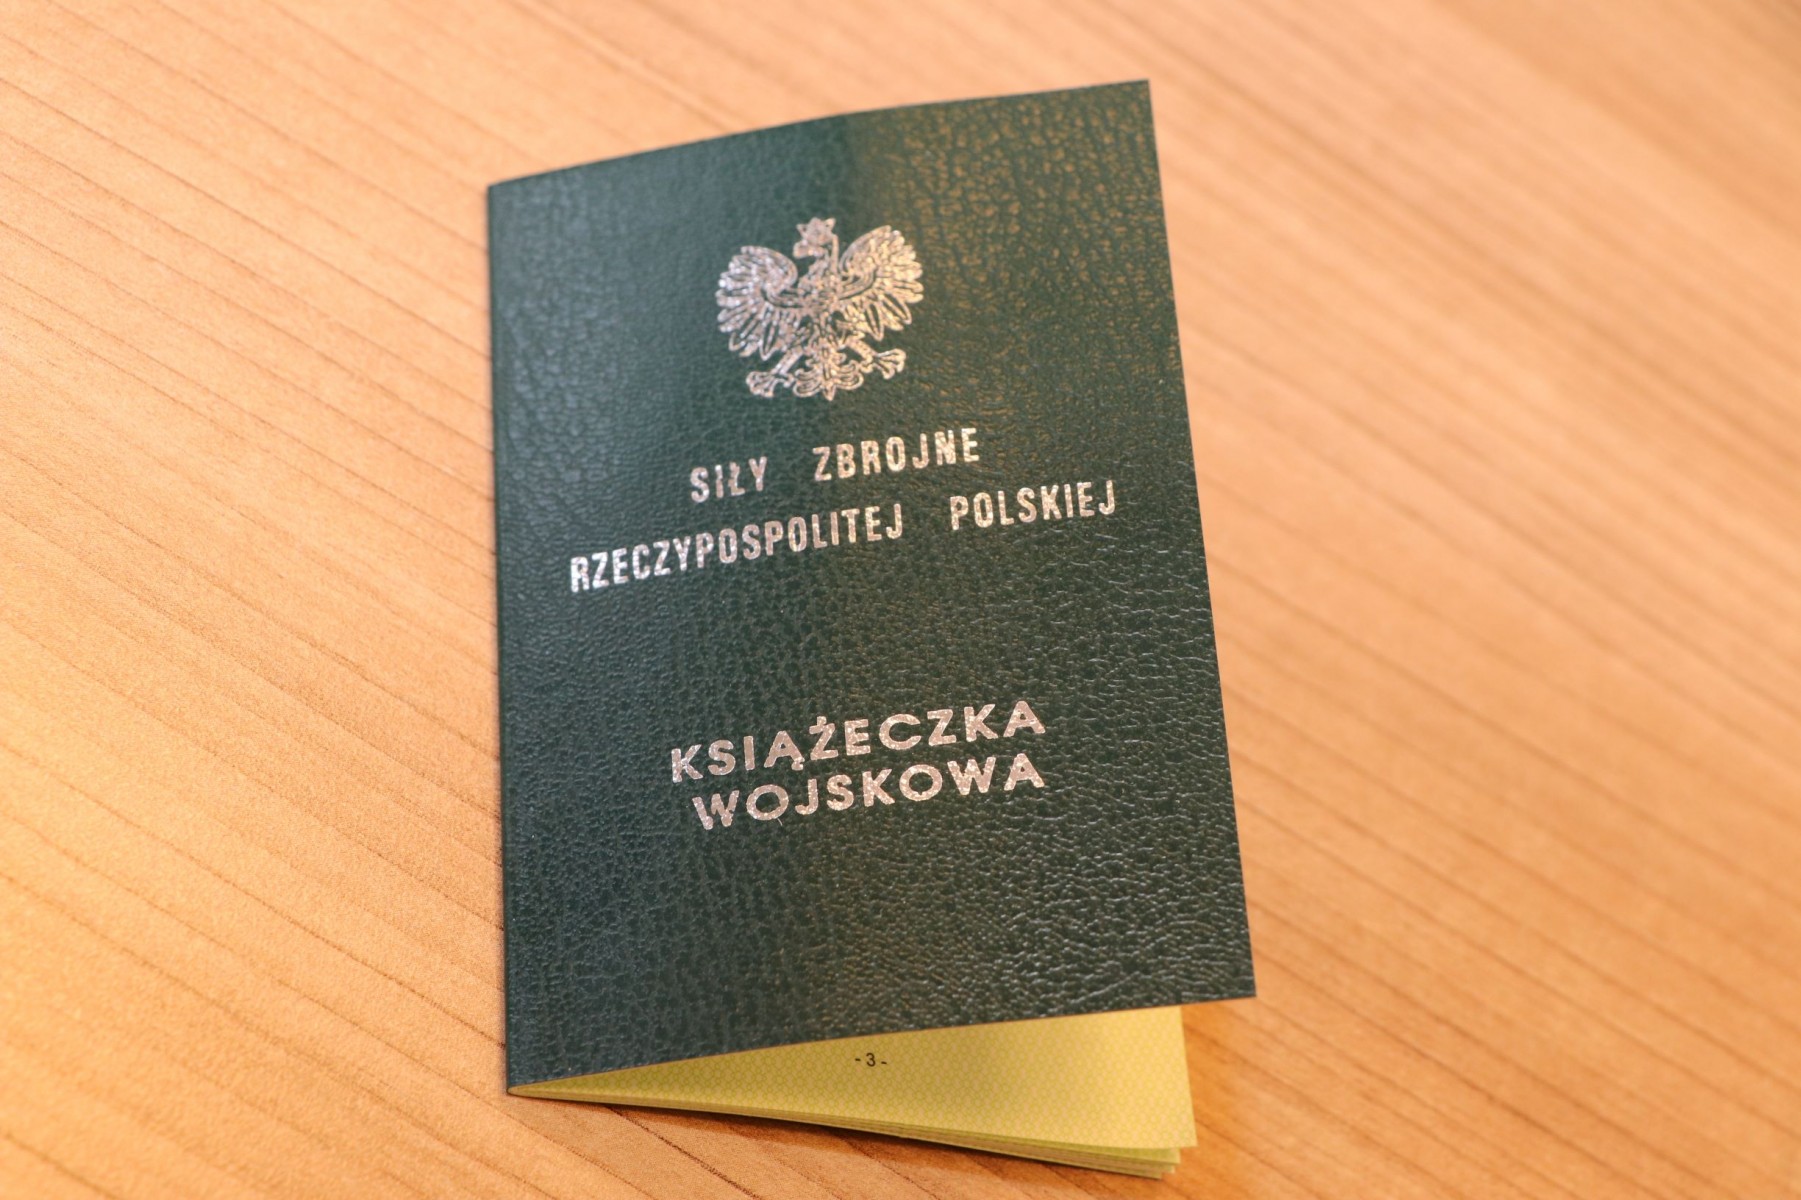 SIŁY ZBROJNE
RZECZYPOSPOLITEJ POLSKIEJ
KSIĄŻECZKA
WOJSKOWA
-3-